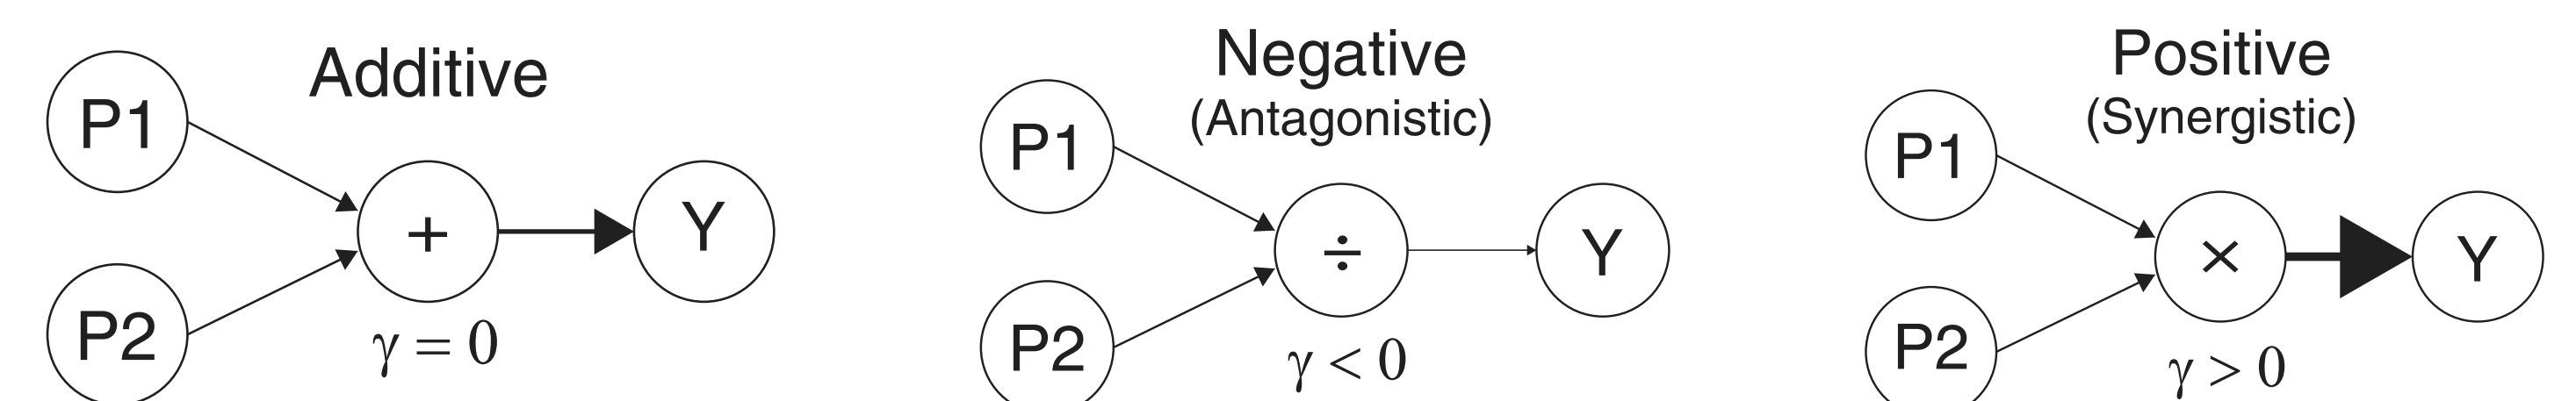 Additive
P1
+
Y
P2
γ = 0
Negative
(Antagonistic)
P1
÷
Y
P2
γ < 0
Positive
(Synergistic)
P1
×
Y
P2
γ > 0